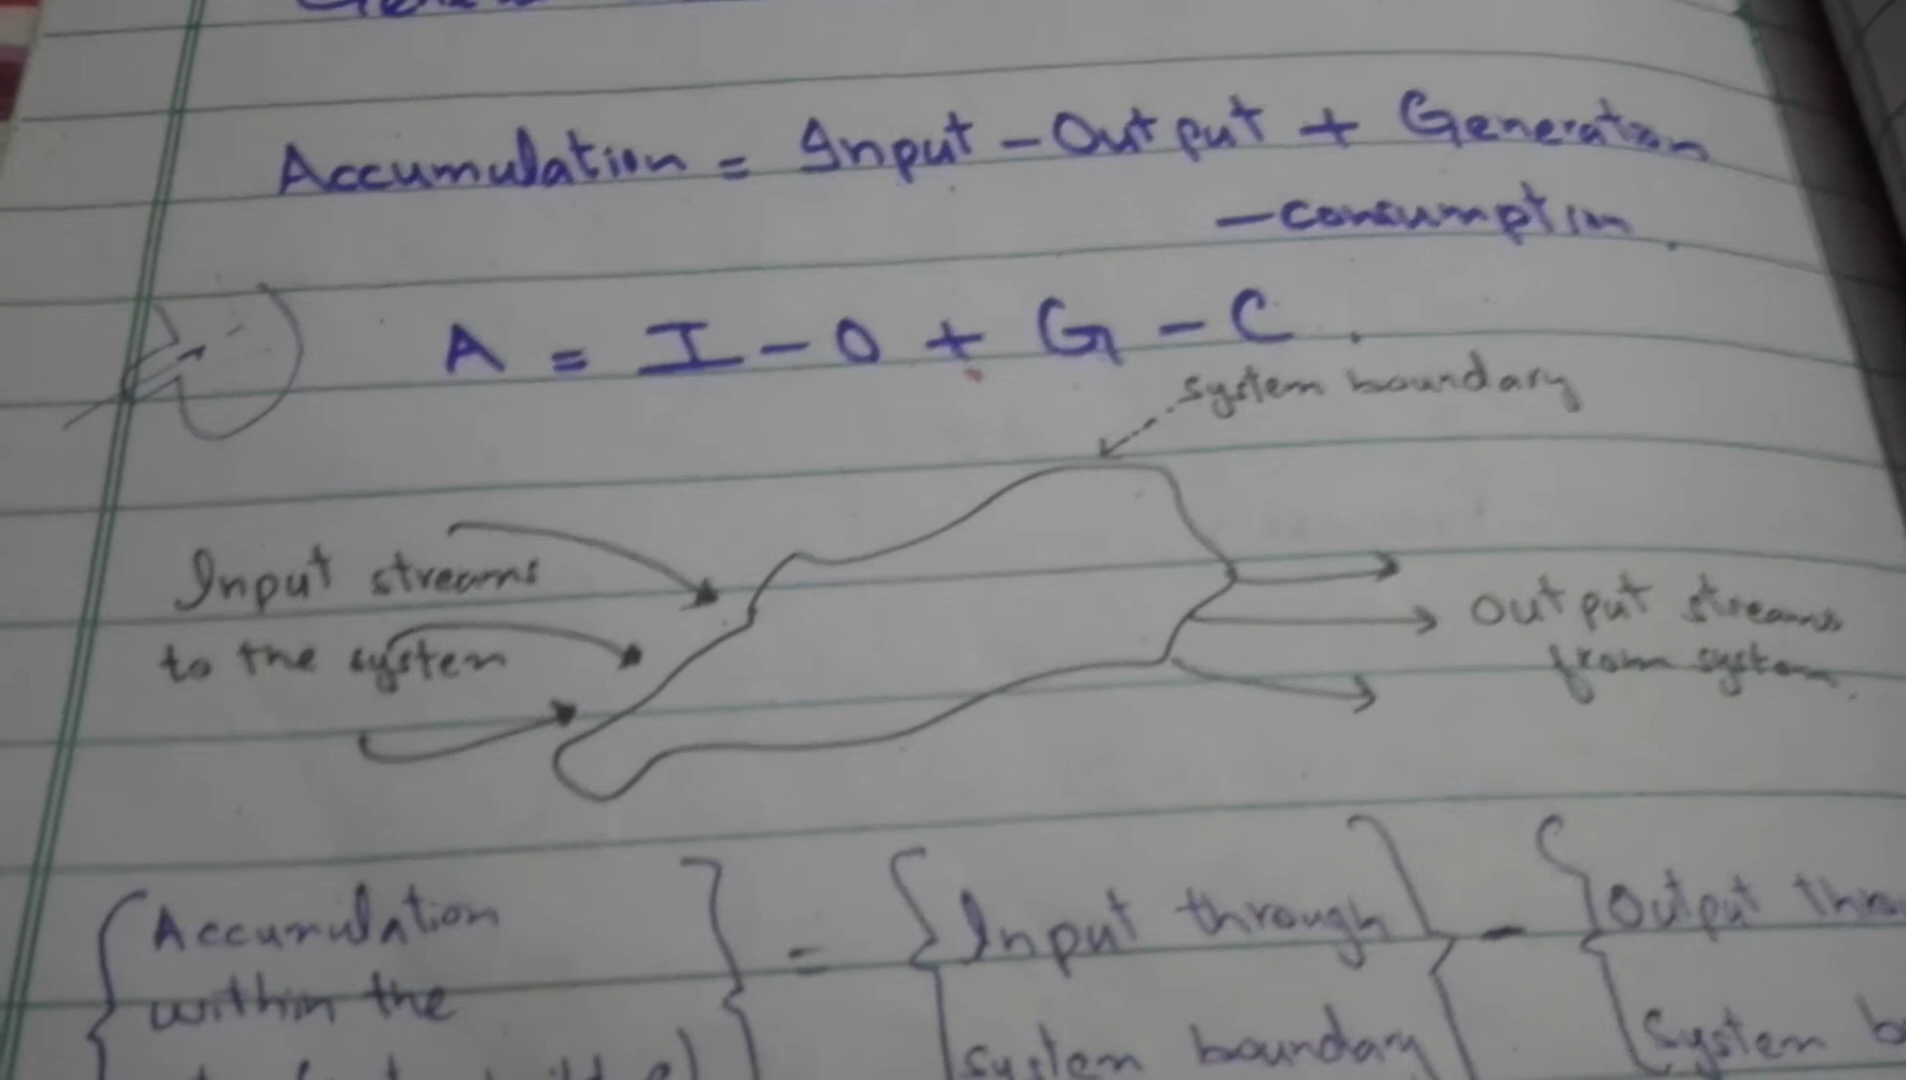 Accumulation = Input - Output + Generation
- consumption.
A = I - O + G - C.
system boundary
Input streams
to the system
output streams
from system.
{Accumulation } = {Input through } - {Output
within the system boundary System